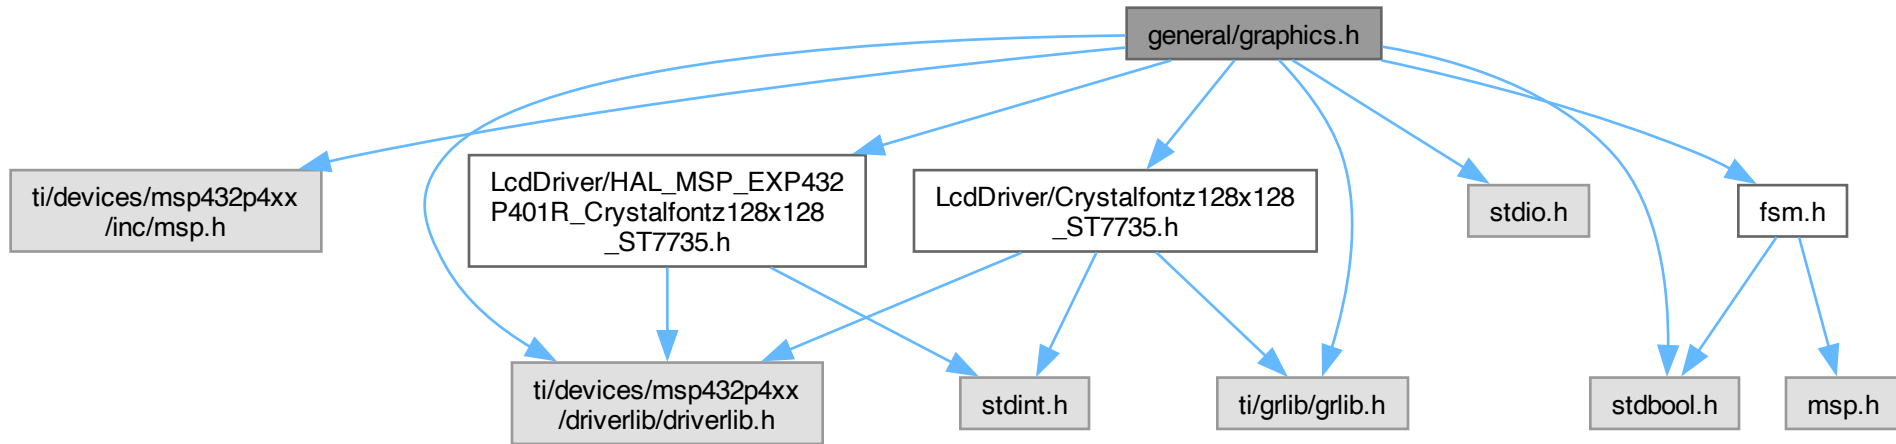 general/graphics.h
ti/devices/msp432p4xx
/inc/msp.h
LcdDriver/HAL_MSP_EXP432
P401R_Crystalfontz128x128
_ST7735.h
LcdDriver/Crystalfontz128x128
_ST7735.h
stdio.h
fsm.h
ti/devices/msp432p4xx
/driverlib/driverlib.h
stdint.h
ti/grlib/grlib.h
stdbool.h
msp.h